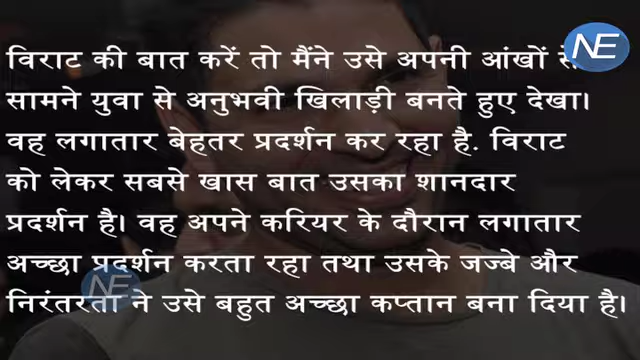 विराट की बात करें तो मैंने उसे अपनी आंखों से
सामने युवा से अनुभवी खिलाड़ी बनते हुए देखा।
वह लगातार बेहतर प्रदर्शन कर रहा है. विराट
को लेकर सबसे खास बात उसका शानदार
प्रदर्शन है। वह अपने करियर के दौरान लगातार
अच्छा प्रदर्शन करता रहा तथा उसके जज्बे और
निरंतरता ने उसे बहुत अच्छा कप्तान बना दिया है।
NE
NE